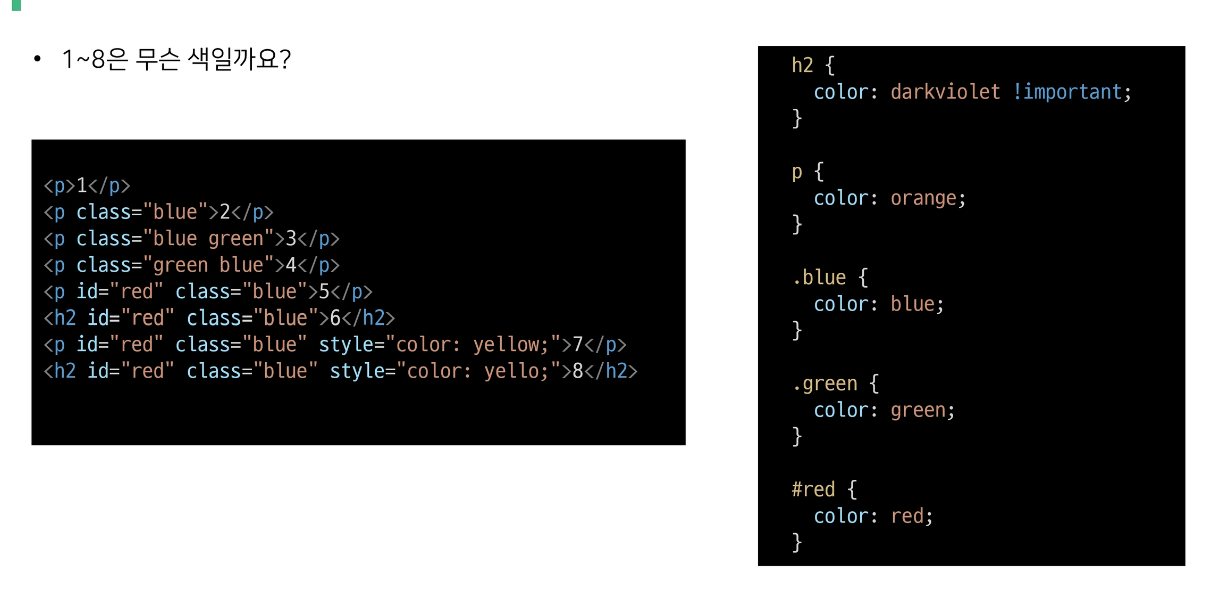 • 1~8은 무슨 색일까요?
<p>1</p>
<p class="blue">2</p>
<p class="blue green">3</p>
<p class="green blue">4</p>
<p id="red" class="blue">5</p>
<h2 id="red" class="blue">6</h2>
<p id="red" class="blue" style="color: yellow;">7</p>
<h2 id="red" class="blue" style="color: yello;">8</h2>
h2 {
  color: darkviolet !important;
}
p {
  color: orange;
}
.blue {
  color: blue;
}
.green {
  color: green;
}
#red {
  color: red;
}